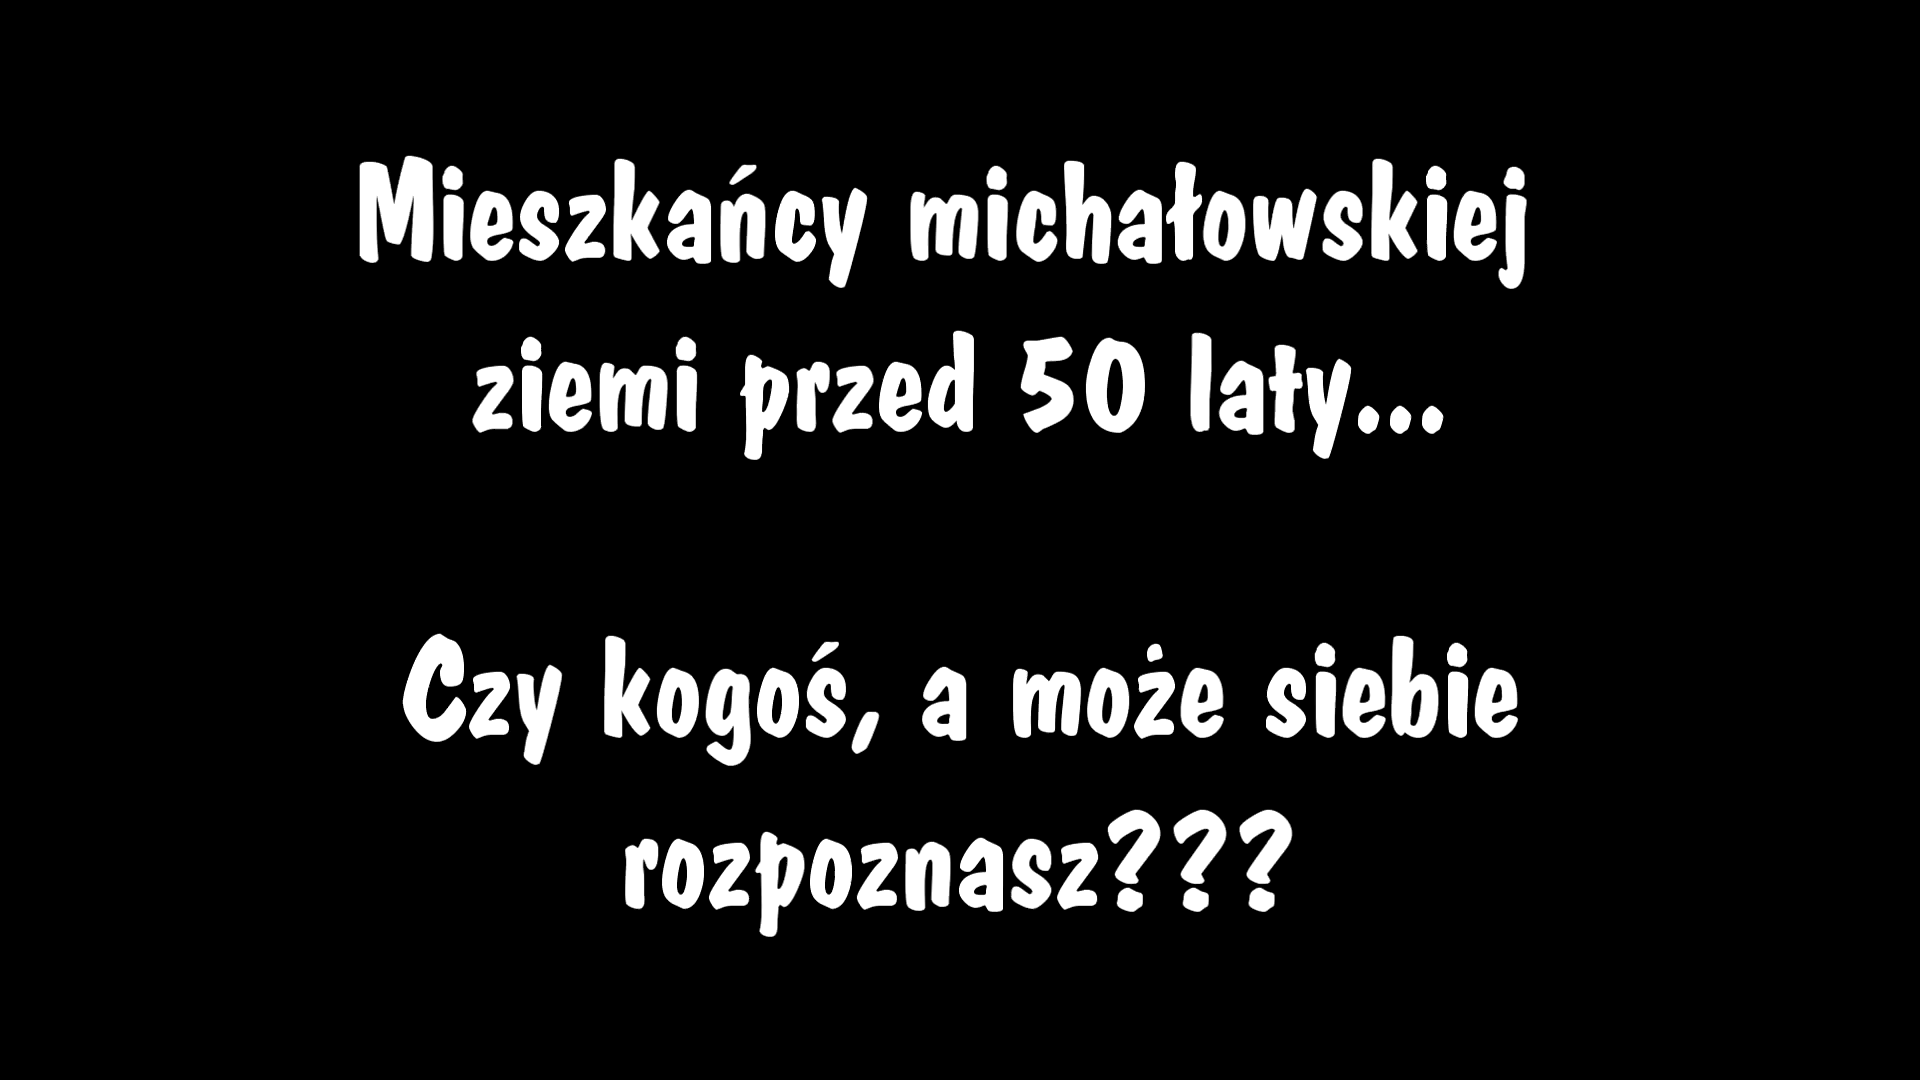 Mieszkańcy michałowskiej
ziemi przed 50 laty...
Czy kogoś, a może siebie
rozpoznasz???